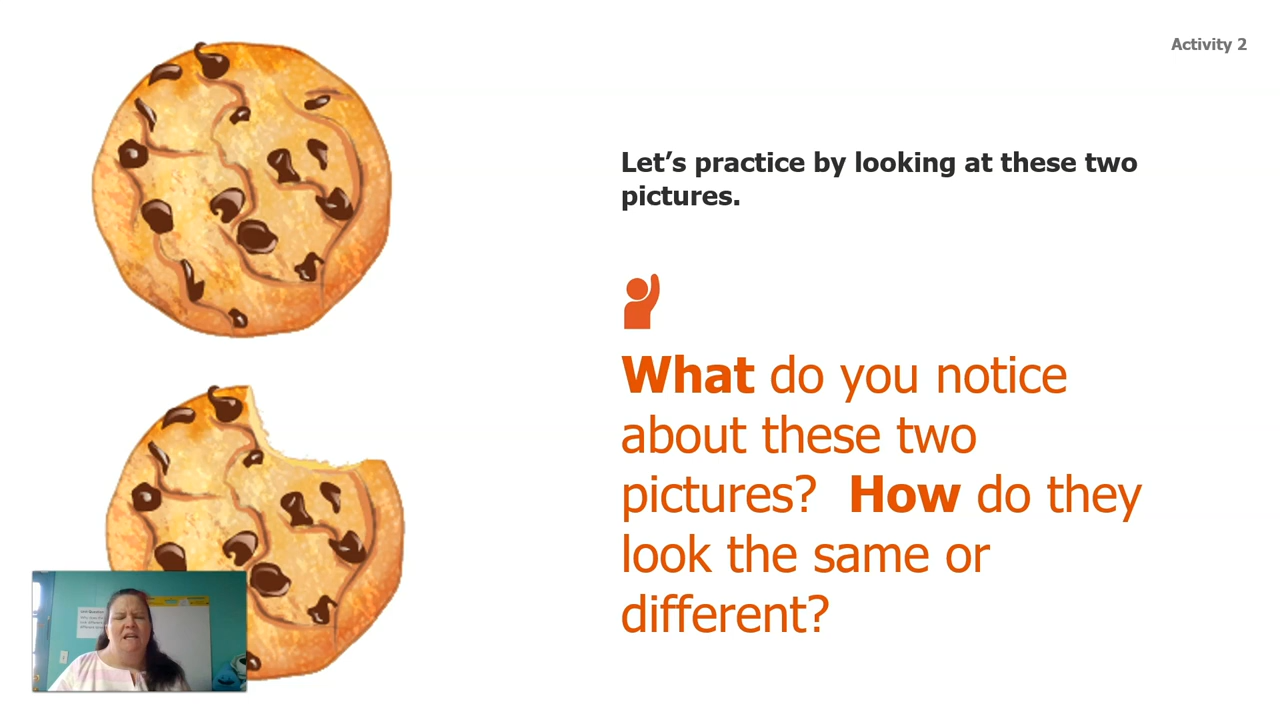 Activity 2
Let’s practice by looking at these two
pictures.
What do you notice
about these two
pictures?  How do they
look the same or
different?